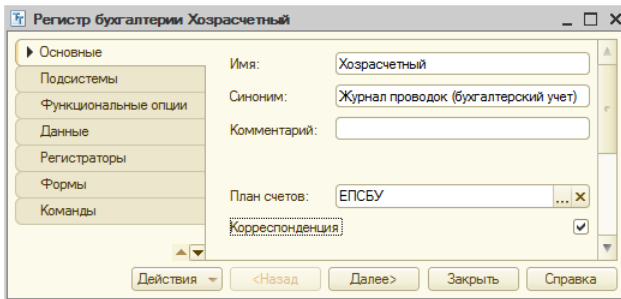 Регистр бухгалтерии Хозрасчетный
Основные
Подсистемы
Функциональные опции
Данные
Регистраторы
Формы
Команды
Имя: Хозрасчетный
Синоним: Журнал проводок (бухгалтерский учет)
Комментарий:
План счетов: ЕПСБУ ...
Корреспонденция
Действия <Назад Далее> Закрыть Справка